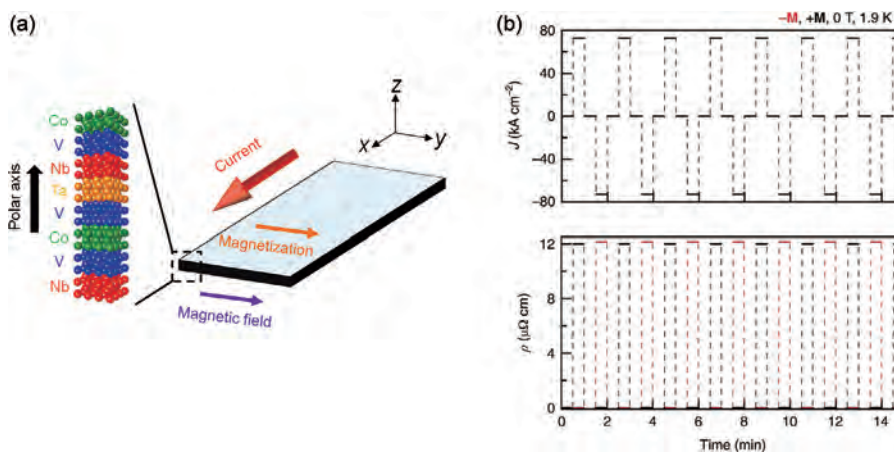 (a)
Co
V
Nb
Ta
V
Co
V
Nb
Polar axis
Current
Magnetization
Magnetic field
z
x
y
(b)
−M, +M, 0 T, 1.9 K
J (kA cm⁻²)
80
40
0
−40
−80
ρ (μΩ cm)
12
8
4
0
0 2 4 6 8 10 12 14
Time (min)